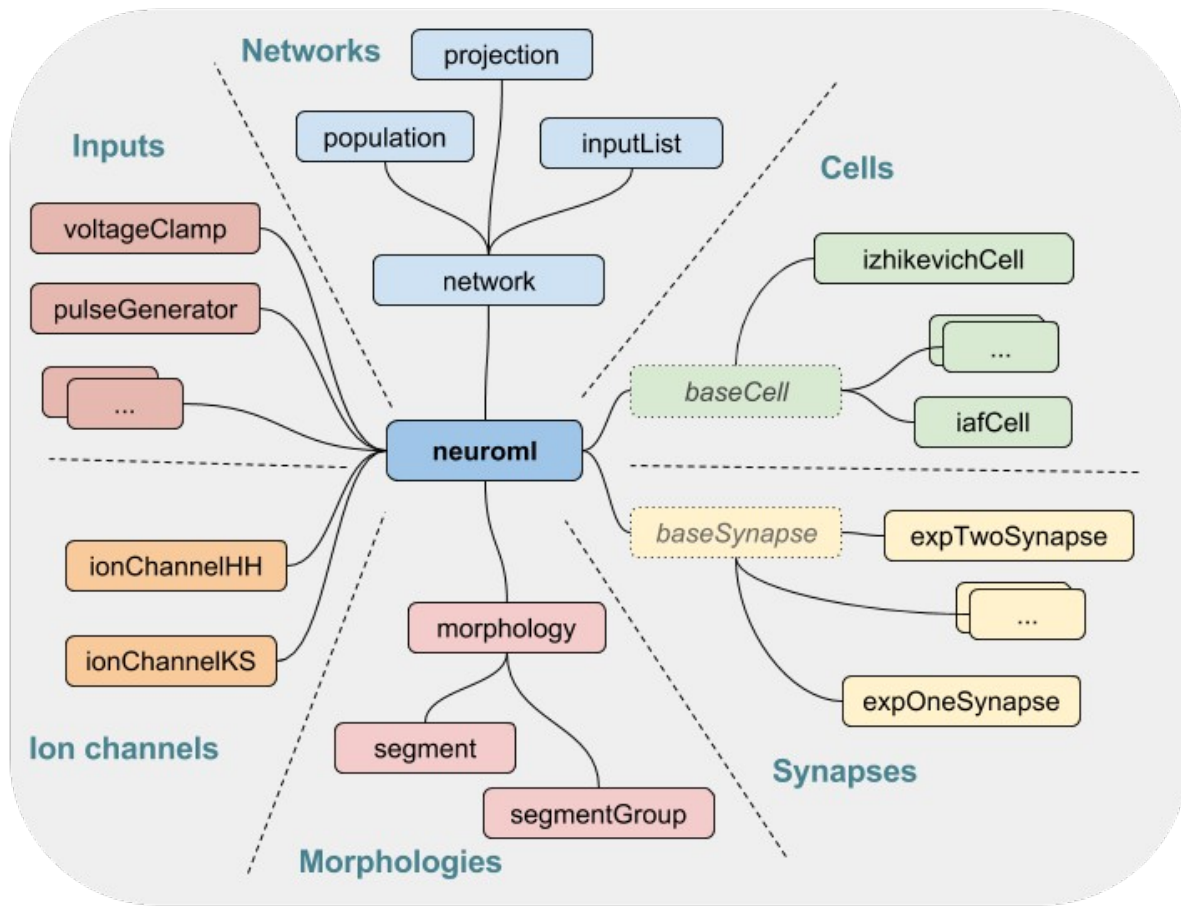 Networks
projection
population
inputList
network
Inputs
voltageClamp
pulseGenerator
...
Cells
izhikevichCell
baseCell
...
iafCell
neuroml
ionChannelHH
ionChannelKS
Ion channels
morphology
segment
segmentGroup
Morphologies
baseSynapse
expTwoSynapse
...
expOneSynapse
Synapses